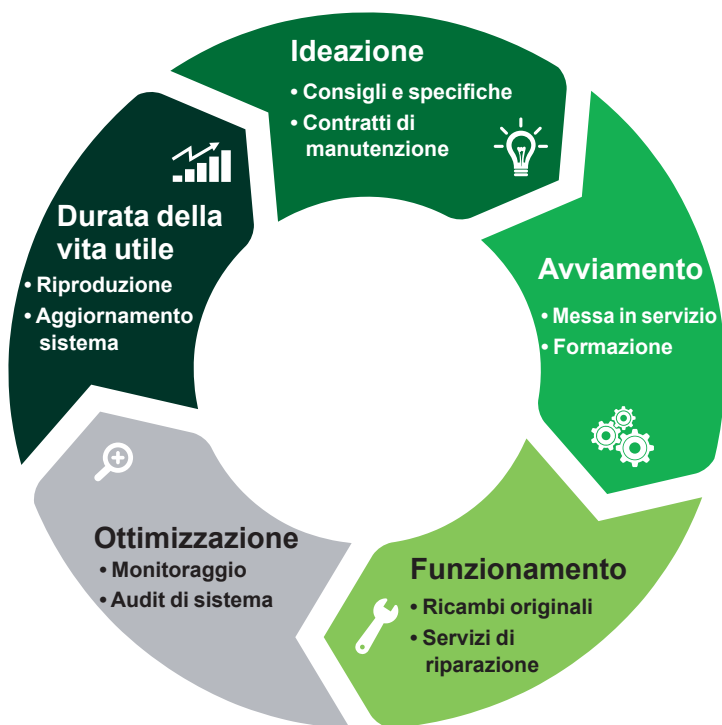 Ideazione
• Consigli e specifiche
• Contratti di
manutenzione
Avviamento
• Messa in servizio
• Formazione
Funzionamento
• Ricambi originali
• Servizi di
riparazione
Ottimizzazione
• Monitoraggio
• Audit di sistema
Durata della
vita utile
• Riproduzione
• Aggiornamento
sistema